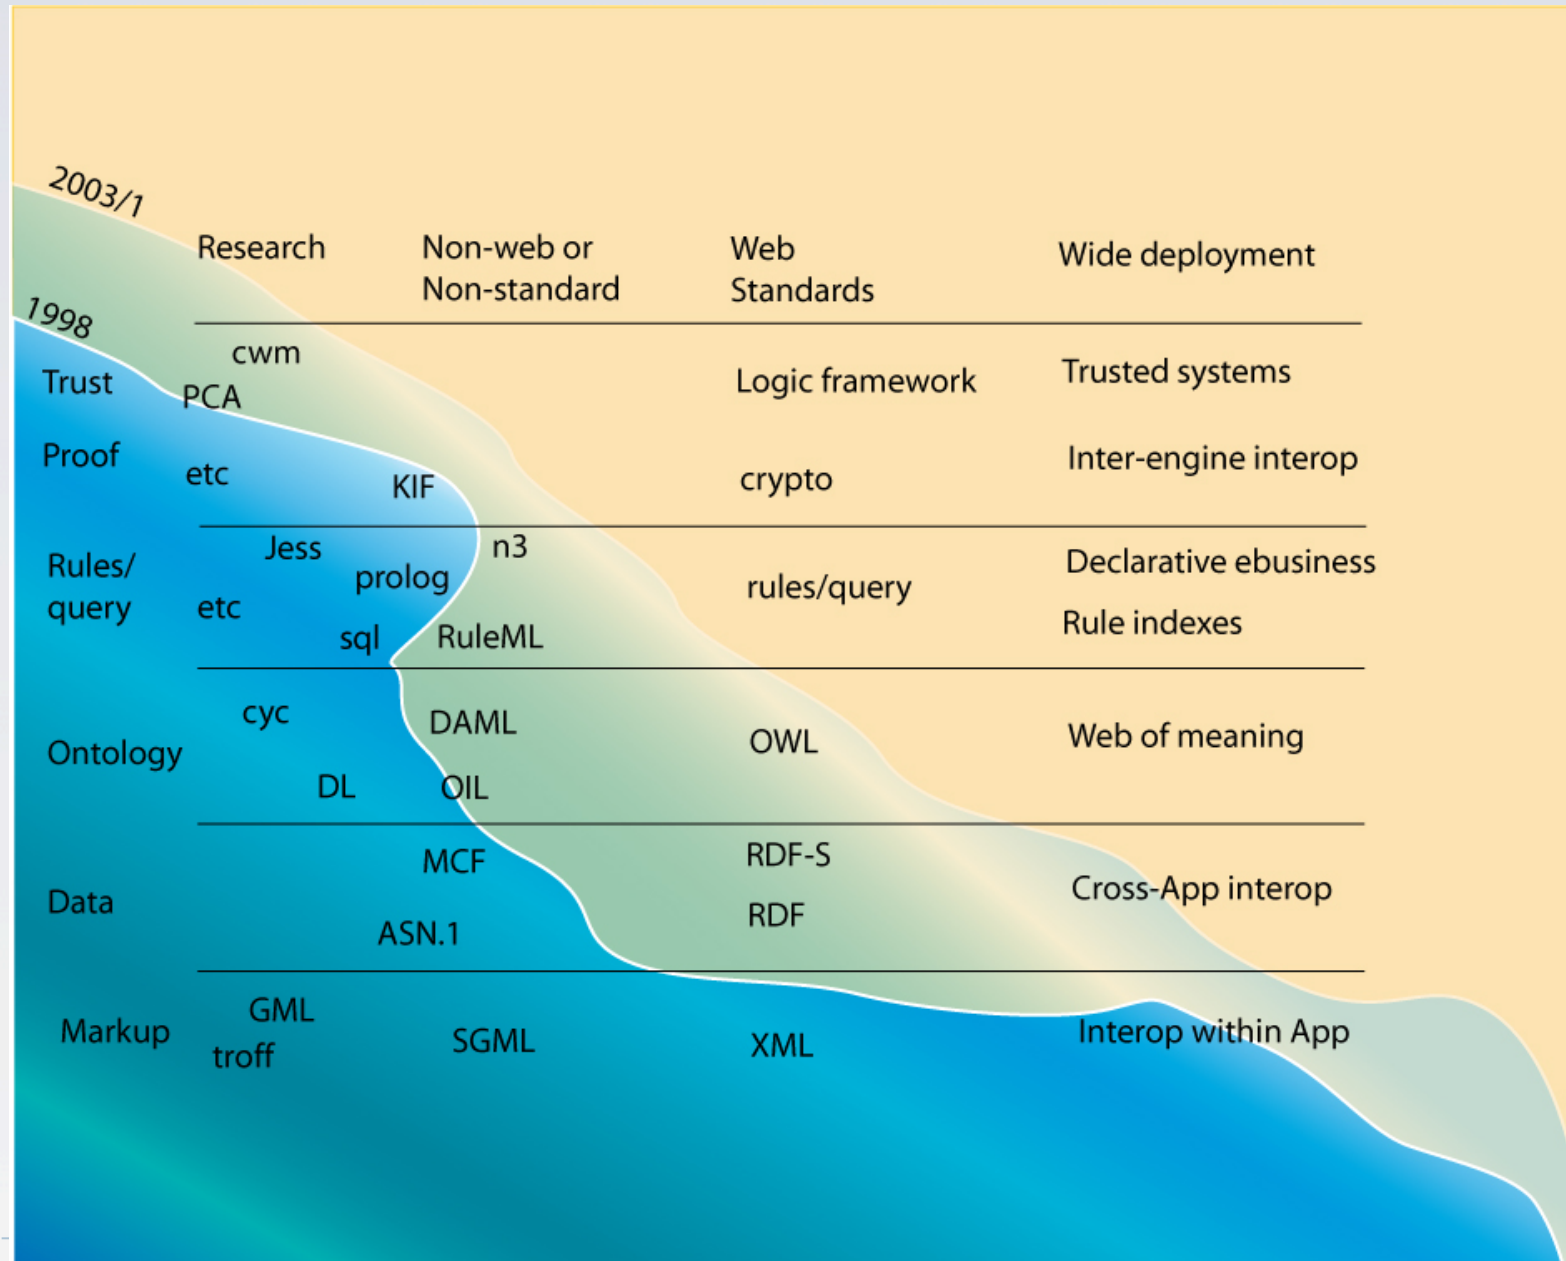 2003/1
Research
Non-web or
Non-standard
Web
Standards
Wide deployment
1998
cwm
Trust
PCA
Logic framework
Trusted systems
Proof
etc
KIF
crypto
Inter-engine interop
Rules/
query
Jess
prolog
etc
sql
n3
RuleML
rules/query
Declarative ebusiness
Rule indexes
Ontology
cyc
DL
DAML
OIL
OWL
Web of meaning
Data
MCF
ASN.1
RDF-S
RDF
Cross-App interop
Markup
GML
troff
SGML
XML
Interop within App